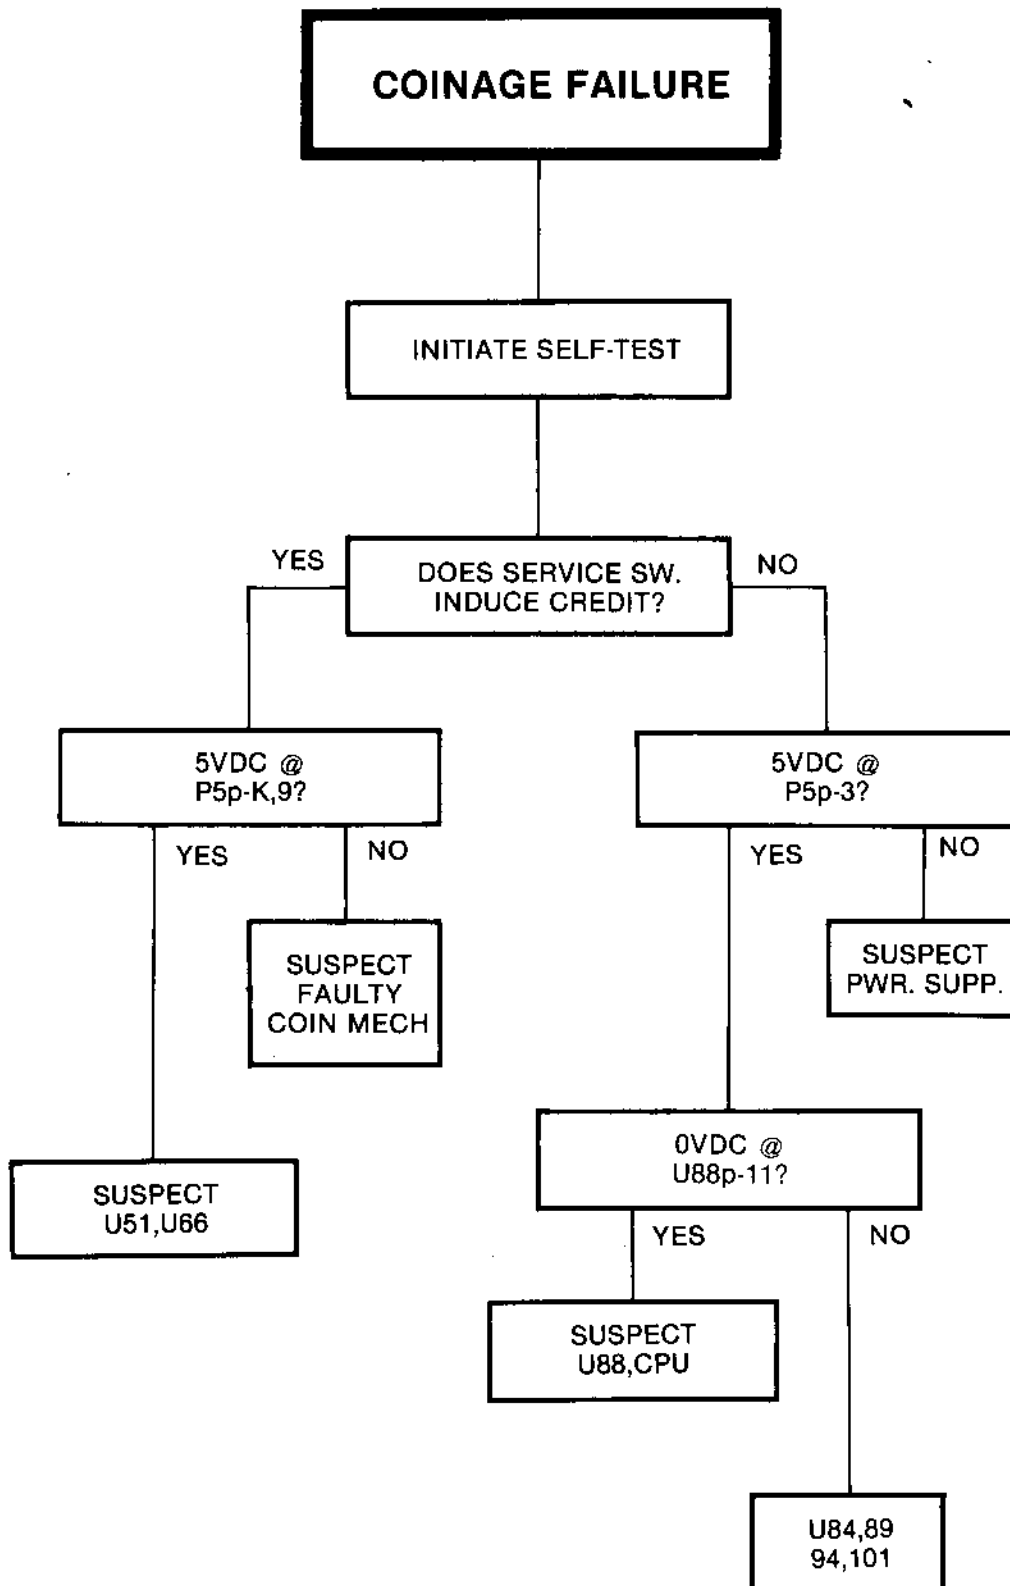 COINAGE FAILURE
INITIATE SELF-TEST
YES
DOES SERVICE SW.
INDUCE CREDIT?
NO
5VDC @
P5p-K,9?
5VDC @
P5p-3?
YES
NO
YES
NO
SUSPECT
FAULTY
COIN MECH
SUSPECT
PWR. SUPP.
0VDC @
U88p-11?
SUSPECT
U51,U66
YES
NO
SUSPECT
U88,CPU
U84,89
94,101